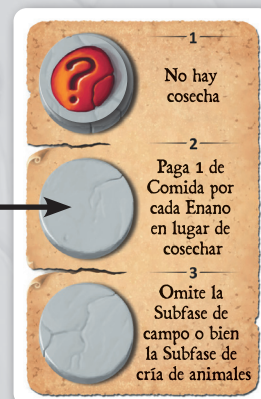 1
?
No hay
cosecha
2
Paga 1 de
Comida por
cada Enano
en lugar de
cosechar
3
Omite la
Subfase de
campo o bien
la Subfase de
cría de animales